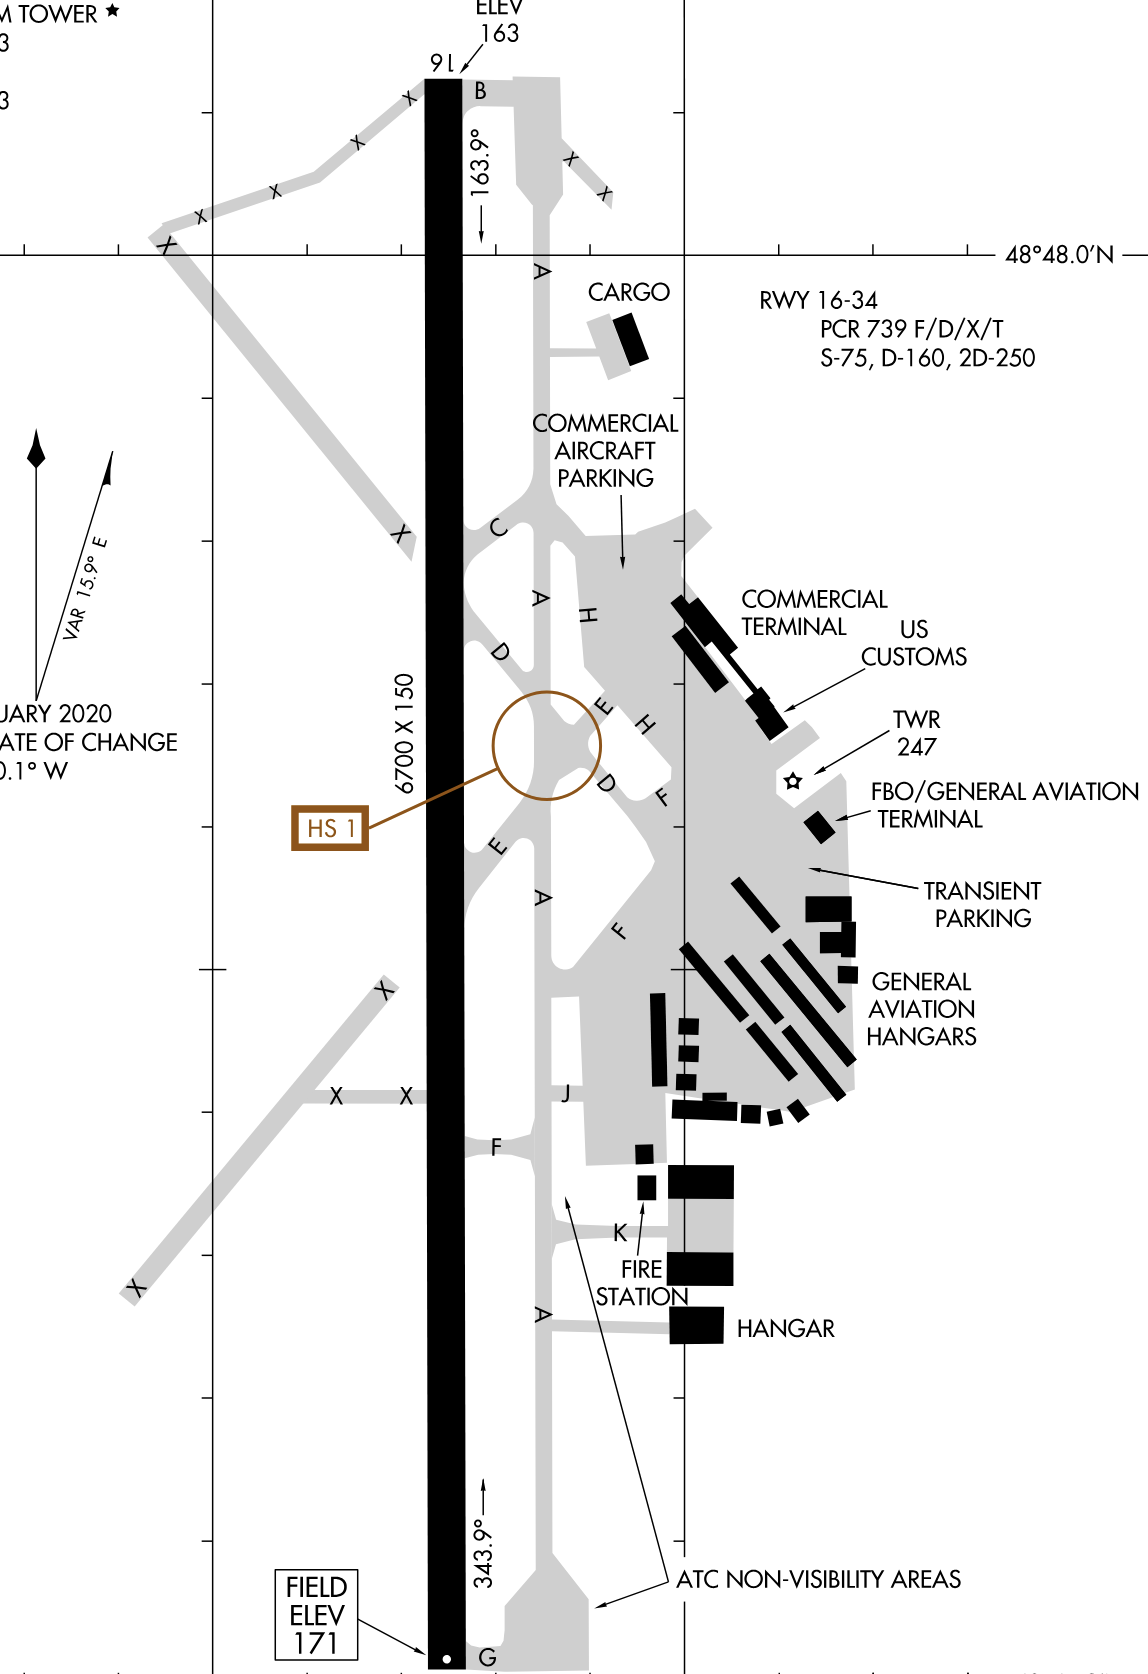 M TOWER ★
3
3
ELEV
163
16
B
163.9°
X
X
X
X
X
X
X
A
48°48.0'N
CARGO
RWY 16-34
PCR 739 F/D/X/T
S-75, D-160, 2D-250
COMMERCIAL
AIRCRAFT
PARKING
VAR 15.9° E
X
C
A
H
COMMERCIAL
TERMINAL
US
CUSTOMS
D
UARY 2020
ATE OF CHANGE
0.1° W
6700 X 150
E
H
TWR
247
D
F
HS 1
FBO/GENERAL AVIATION
TERMINAL
E
A
F
TRANSIENT
PARKING
X
GENERAL
AVIATION
HANGARS
X
X
J
F
K
X
FIRE
STATION
A
HANGAR
343.9°
ATC NON-VISIBILITY AREAS
FIELD
ELEV
171
G